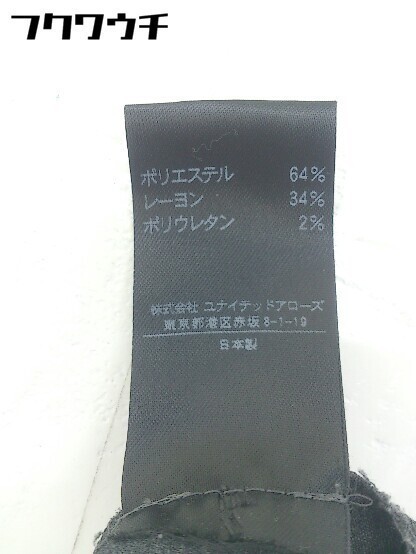 フクワウチ
ポリエステル 64%
レーヨン 34%
ポリウレタン 2%
株式会社 ユナイテッドアローズ
東京都港区赤坂8-1-19
日本製